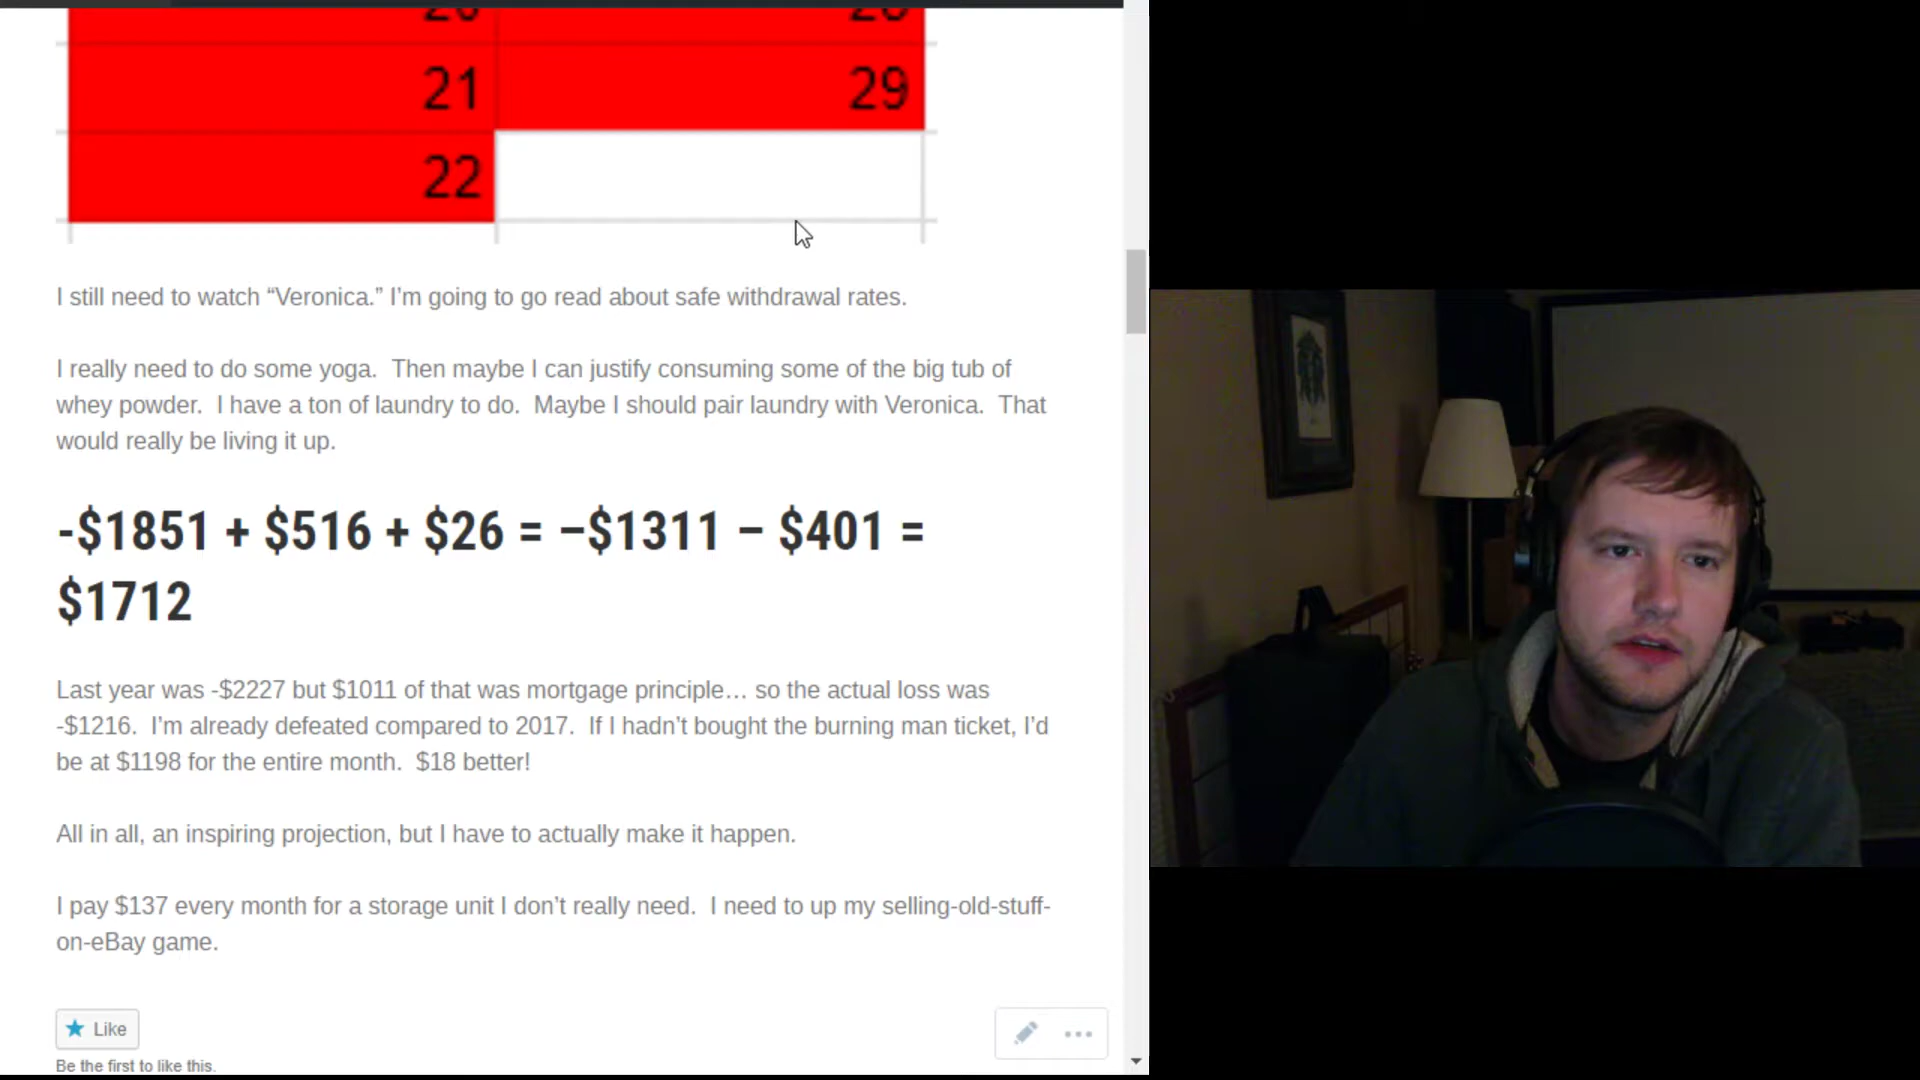 20 28
21 29
22
I still need to watch “Veronica.” I’m going to go read about safe withdrawal rates.
I really need to do some yoga.  Then maybe I can justify consuming some of the big tub of
whey powder.  I have a ton of laundry to do.  Maybe I should pair laundry with Veronica.  That
would really be living it up.
-$1851 + $516 + $26 = –$1311 – $401 =
$1712
Last year was -$2227 but $1011 of that was mortgage principle… so the actual loss was
-$1216.  I’m already defeated compared to 2017.  If I hadn’t bought the burning man ticket, I’d
be at $1198 for the entire month.  $18 better!
All in all, an inspiring projection, but I have to actually make it happen.
I pay $137 every month for a storage unit I don’t really need.  I need to up my selling-old-stuff-
on-eBay game.
Like
Be the first to like this.